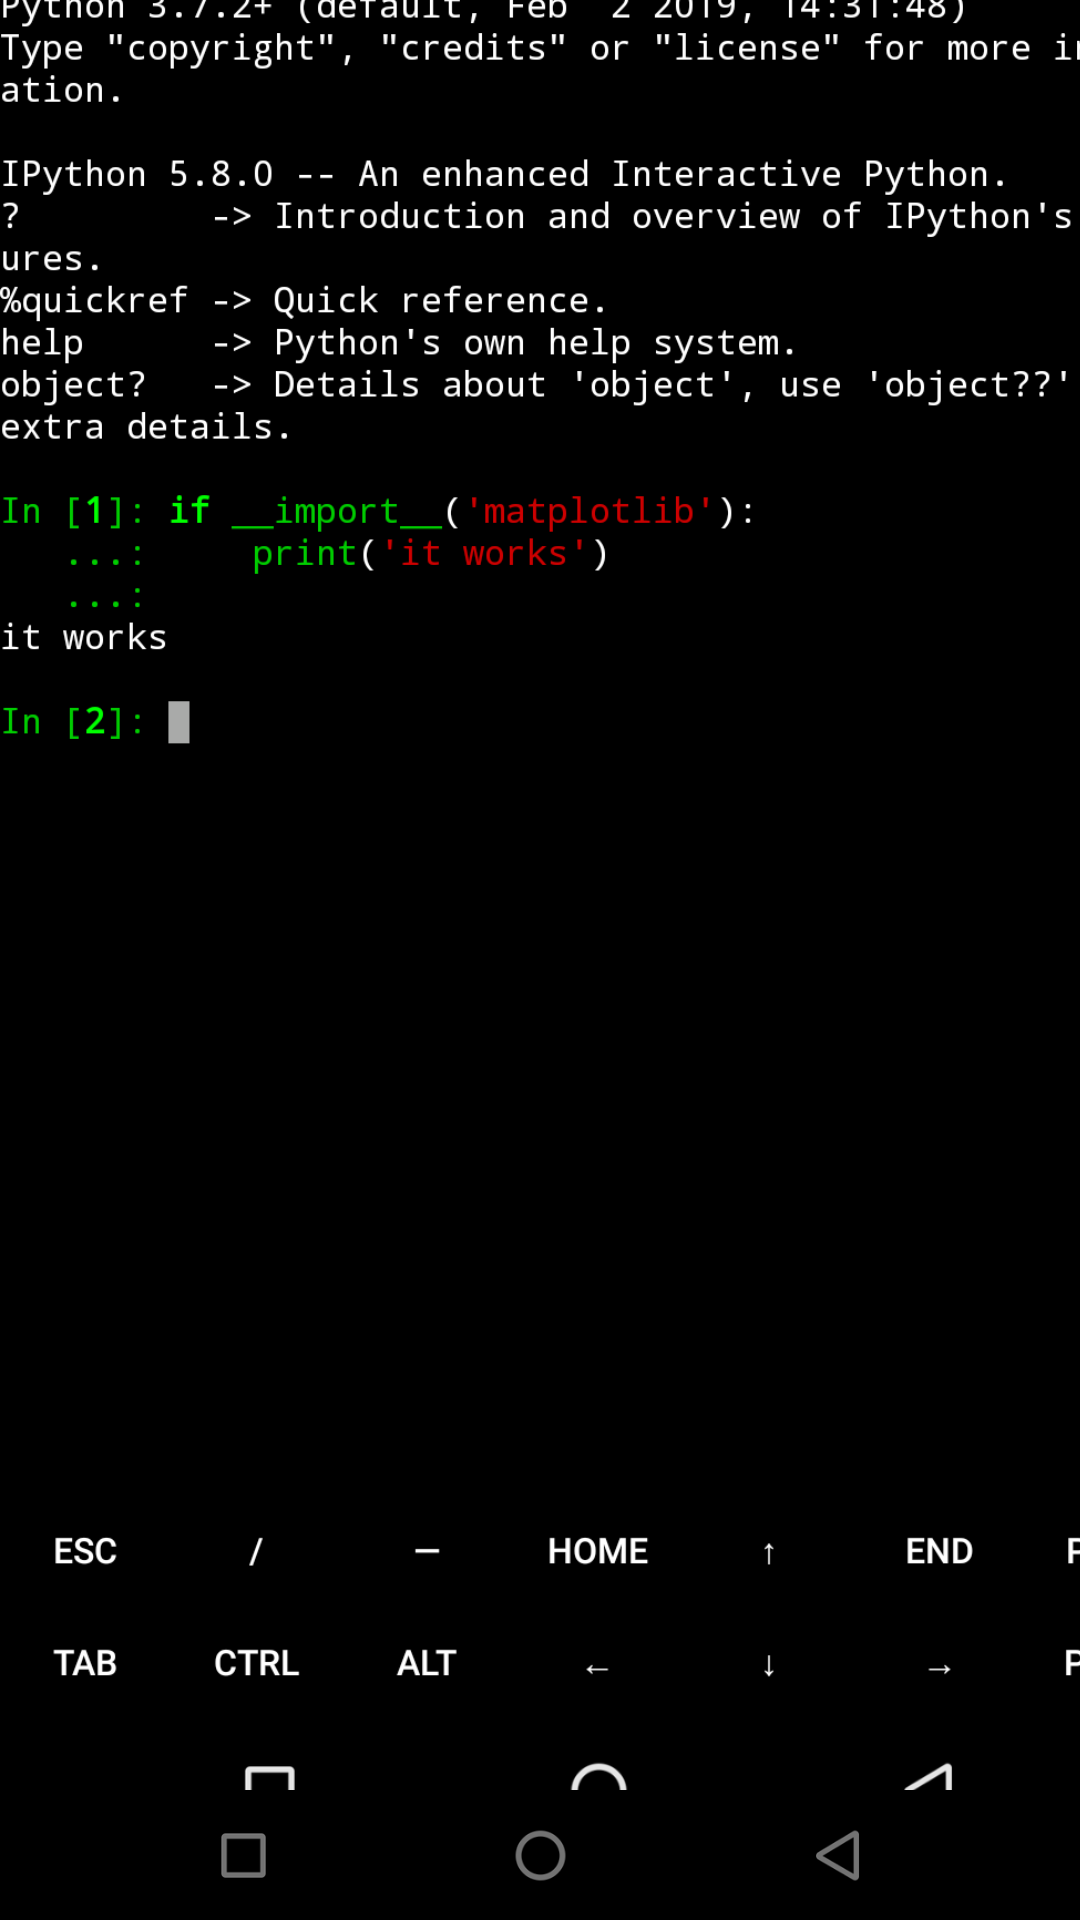 Python 3.7.2+ (default, Feb  2 2019, 14:31:48)
Type "copyright", "credits" or "license" for more in
ation.
IPython 5.8.0 -- An enhanced Interactive Python.
?         -> Introduction and overview of IPython's
ures.
%quickref -> Quick reference.
help      -> Python's own help system.
object?   -> Details about 'object', use 'object??'
extra details.
In [1]: if __import__('matplotlib'):
   ...:     print('it works')
   ...:
it works
In [2]:
ESC / — HOME ↑ END P
TAB CTRL ALT ← ↓ → P